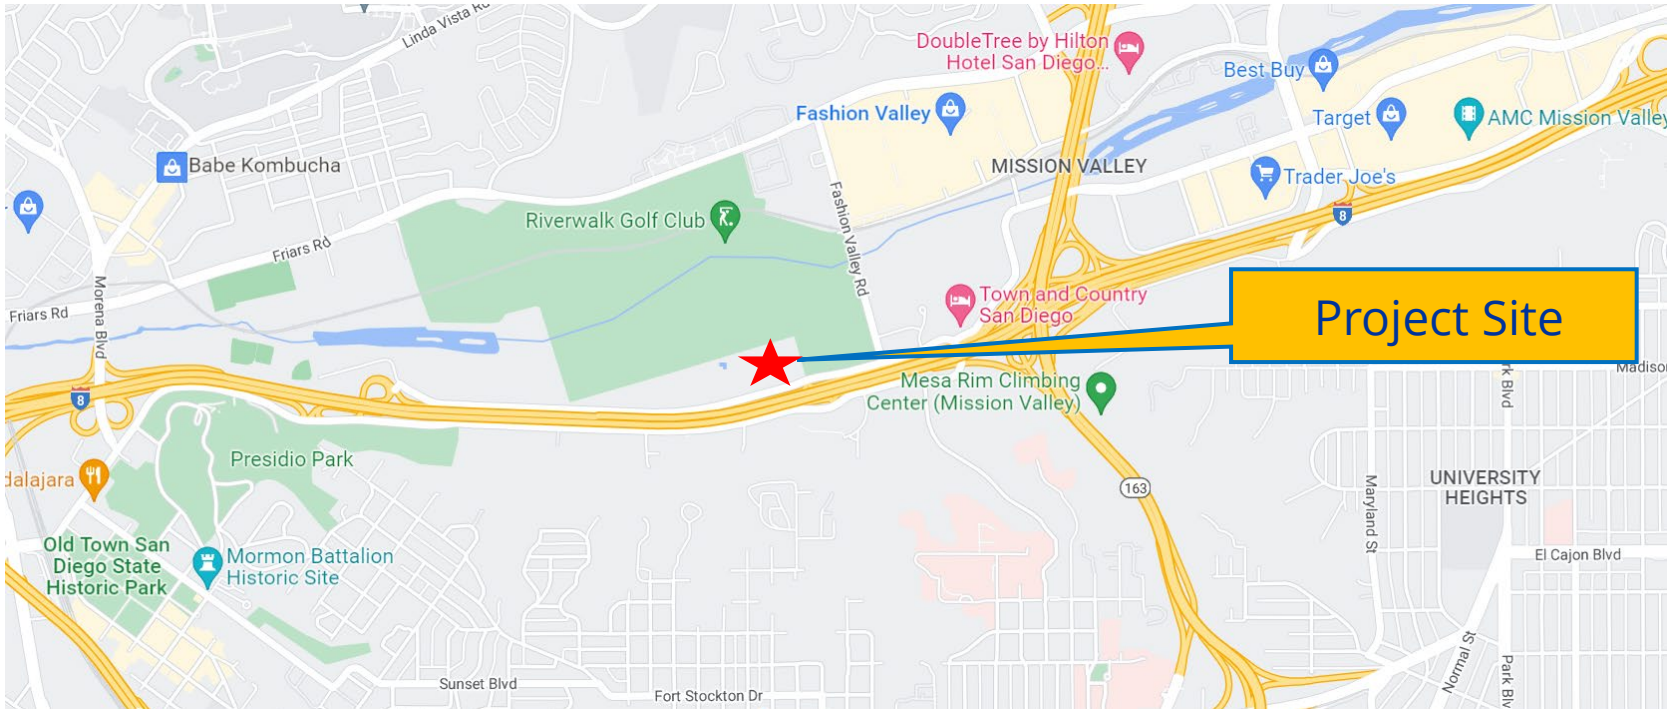 Linda Vista Rd
DoubleTree by Hilton
Hotel San Diego...
Best Buy
Fashion Valley
Target
AMC Mission Valley
Babe Kombucha
MISSION VALLEY
Trader Joe's
Riverwalk Golf Club
Fashion Valley Rd
8
Friars Rd
Morena Blvd
Friars Rd
Town and Country
San Diego
Project Site
Mesa Rim Climbing
Center (Mission Valley)
Madison
rk Blvd
8
Presidio Park
dalajara
163
Maryland St
UNIVERSITY
HEIGHTS
Old Town San
Diego State
Historic Park
Mormon Battalion
Historic Site
El Cajon Blvd
Sunset Blvd
Fort Stockton Dr
Normal St
Park Blv